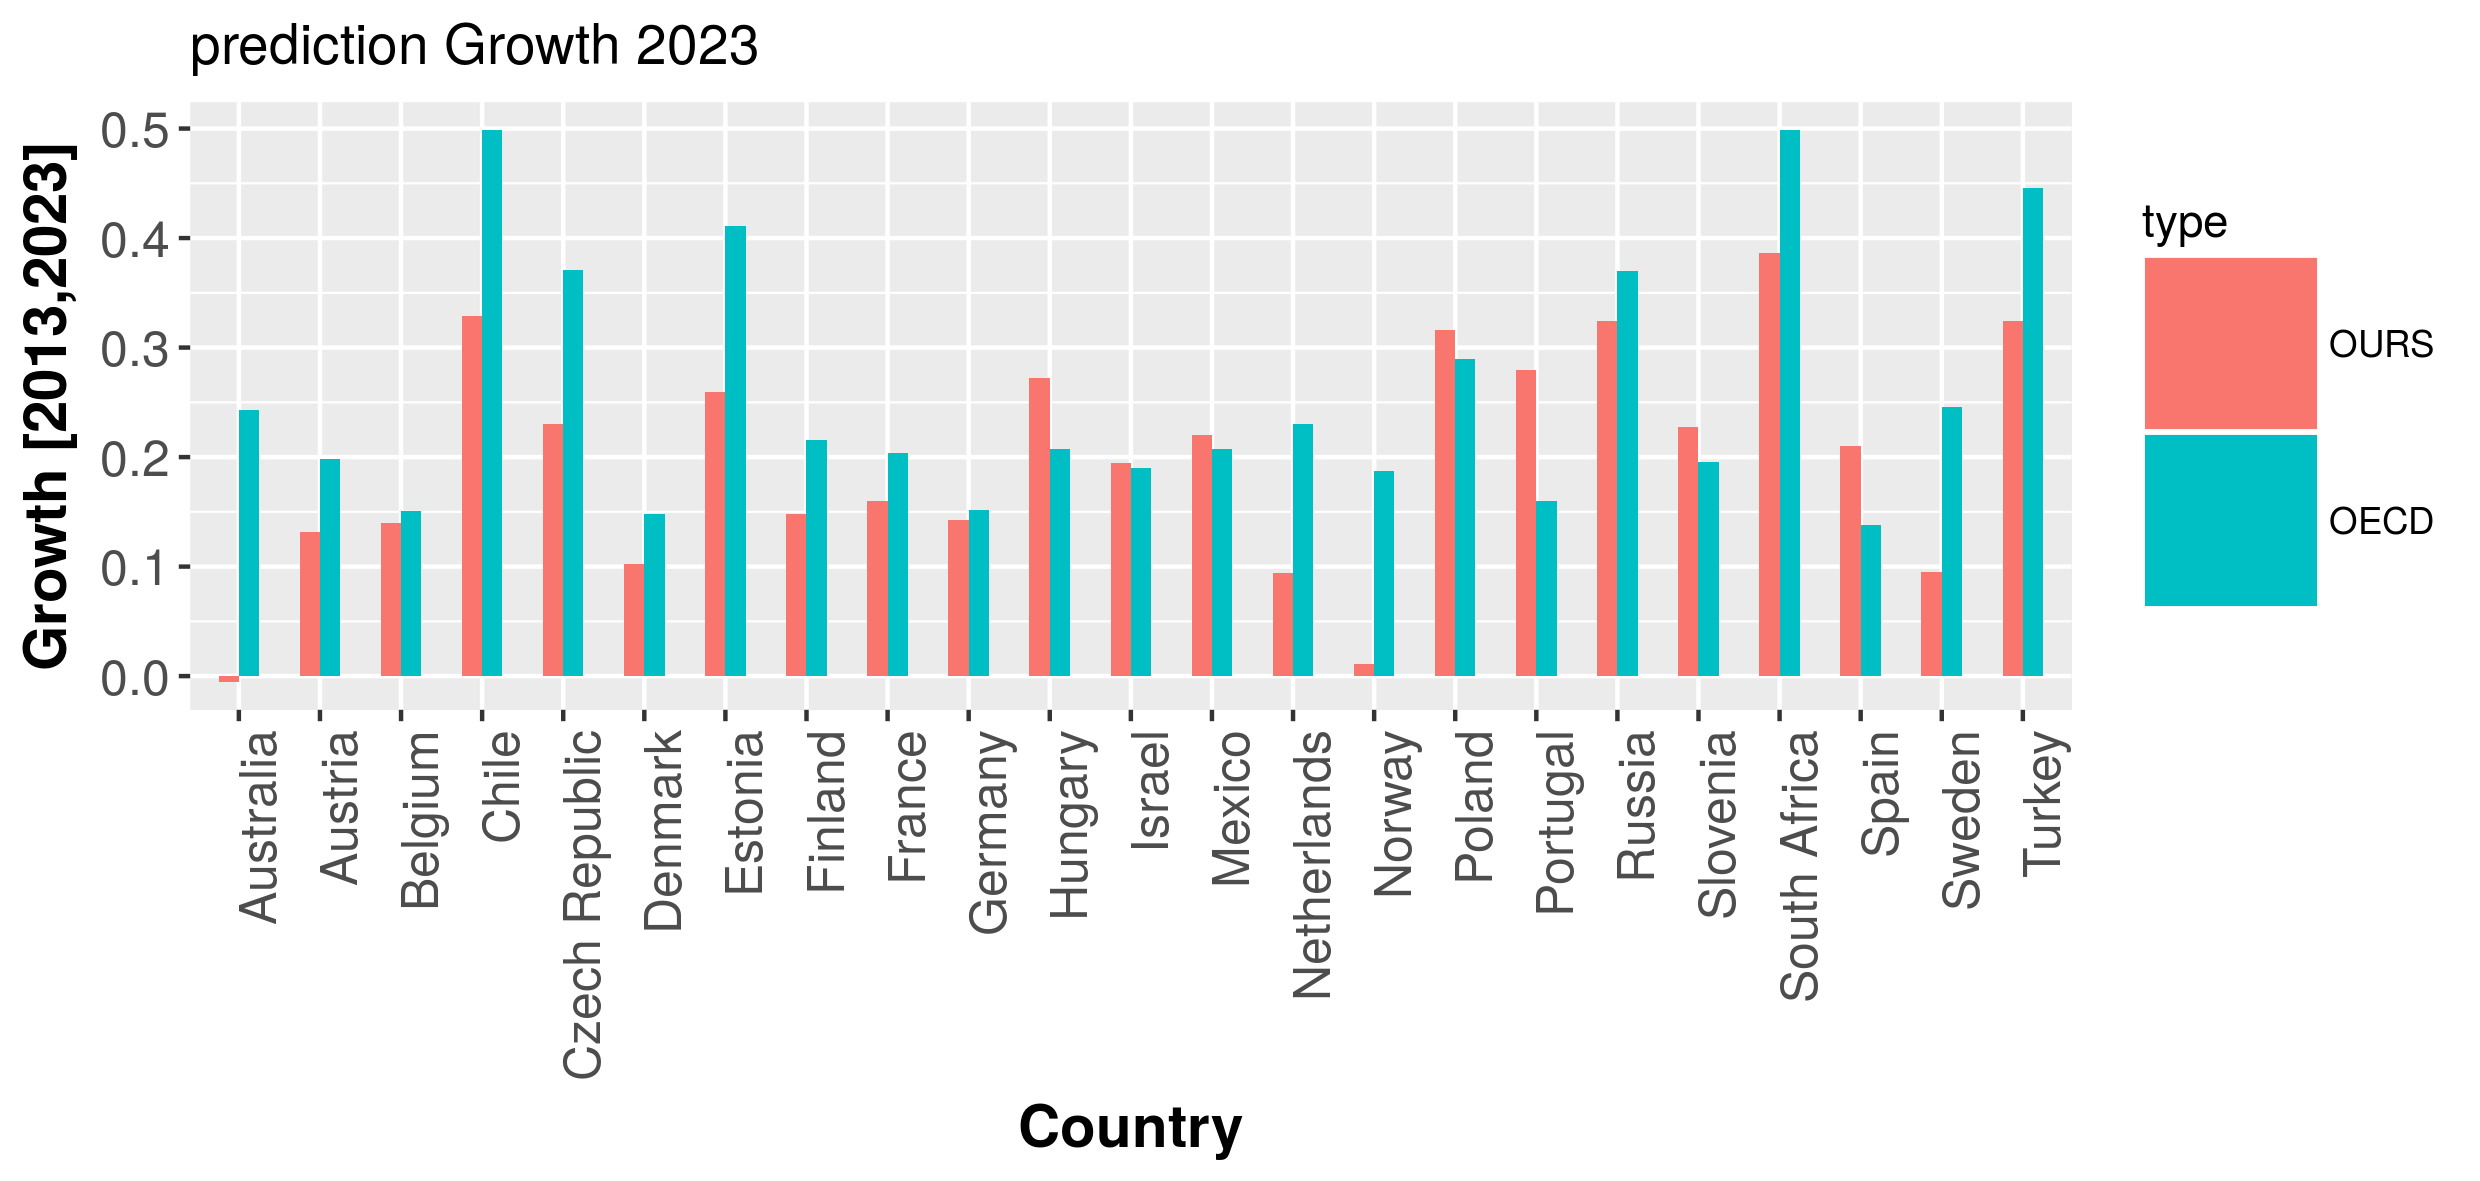 prediction Growth 2023
Growth [2013,2023]
0.5
0.4
0.3
0.2
0.1
0.0
Australia
Austria
Belgium
Chile
Czech Republic
Denmark
Estonia
Finland
France
Germany
Hungary
Israel
Mexico
Netherlands
Norway
Poland
Portugal
Russia
Slovenia
South Africa
Spain
Sweden
Turkey
Country
type
OURS
OECD